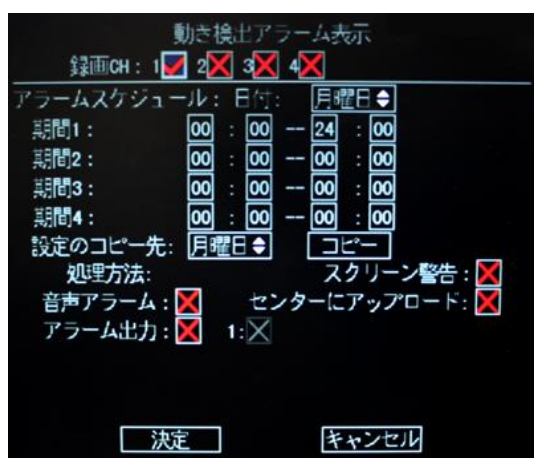 動き検出アラーム表示
録画CH: 1 2 3 4
アラームスケジュール: 日付: 月曜日
期間1: 00 : 00 -- 24 : 00
期間2: 00 : 00 -- 00 : 00
期間3: 00 : 00 -- 00 : 00
期間4: 00 : 00 -- 00 : 00
設定のコピー先: 月曜日 コピー
処理方法: スクリーン警告:
音声アラーム: センターにアップロード:
アラーム出力: 1:
決定 キャンセル